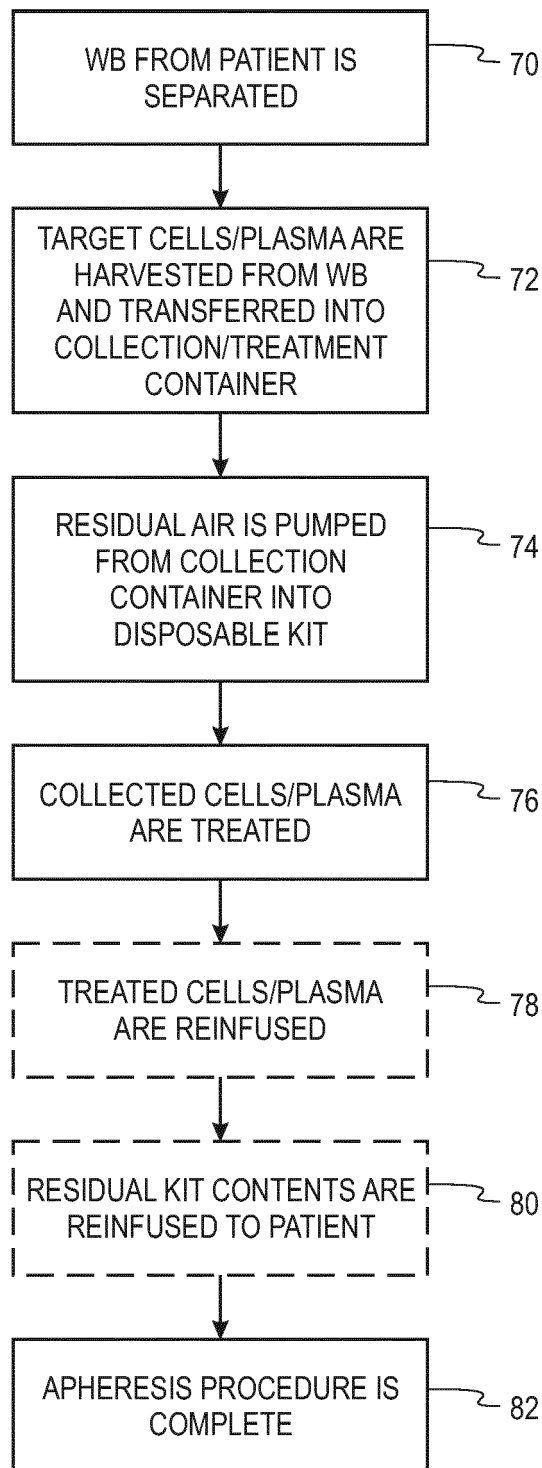 WB FROM PATIENT IS
SEPARATED
70
TARGET CELLS/PLASMA ARE
HARVESTED FROM WB
AND TRANSFERRED INTO
COLLECTION/TREATMENT
CONTAINER
72
RESIDUAL AIR IS PUMPED
FROM COLLECTION
CONTAINER INTO
DISPOSABLE KIT
74
COLLECTED CELLS/PLASMA
ARE TREATED
76
TREATED CELLS/PLASMA
ARE REINFUSED
78
RESIDUAL KIT CONTENTS ARE
REINFUSED TO PATIENT
80
APHERESIS PROCEDURE IS
COMPLETE
82